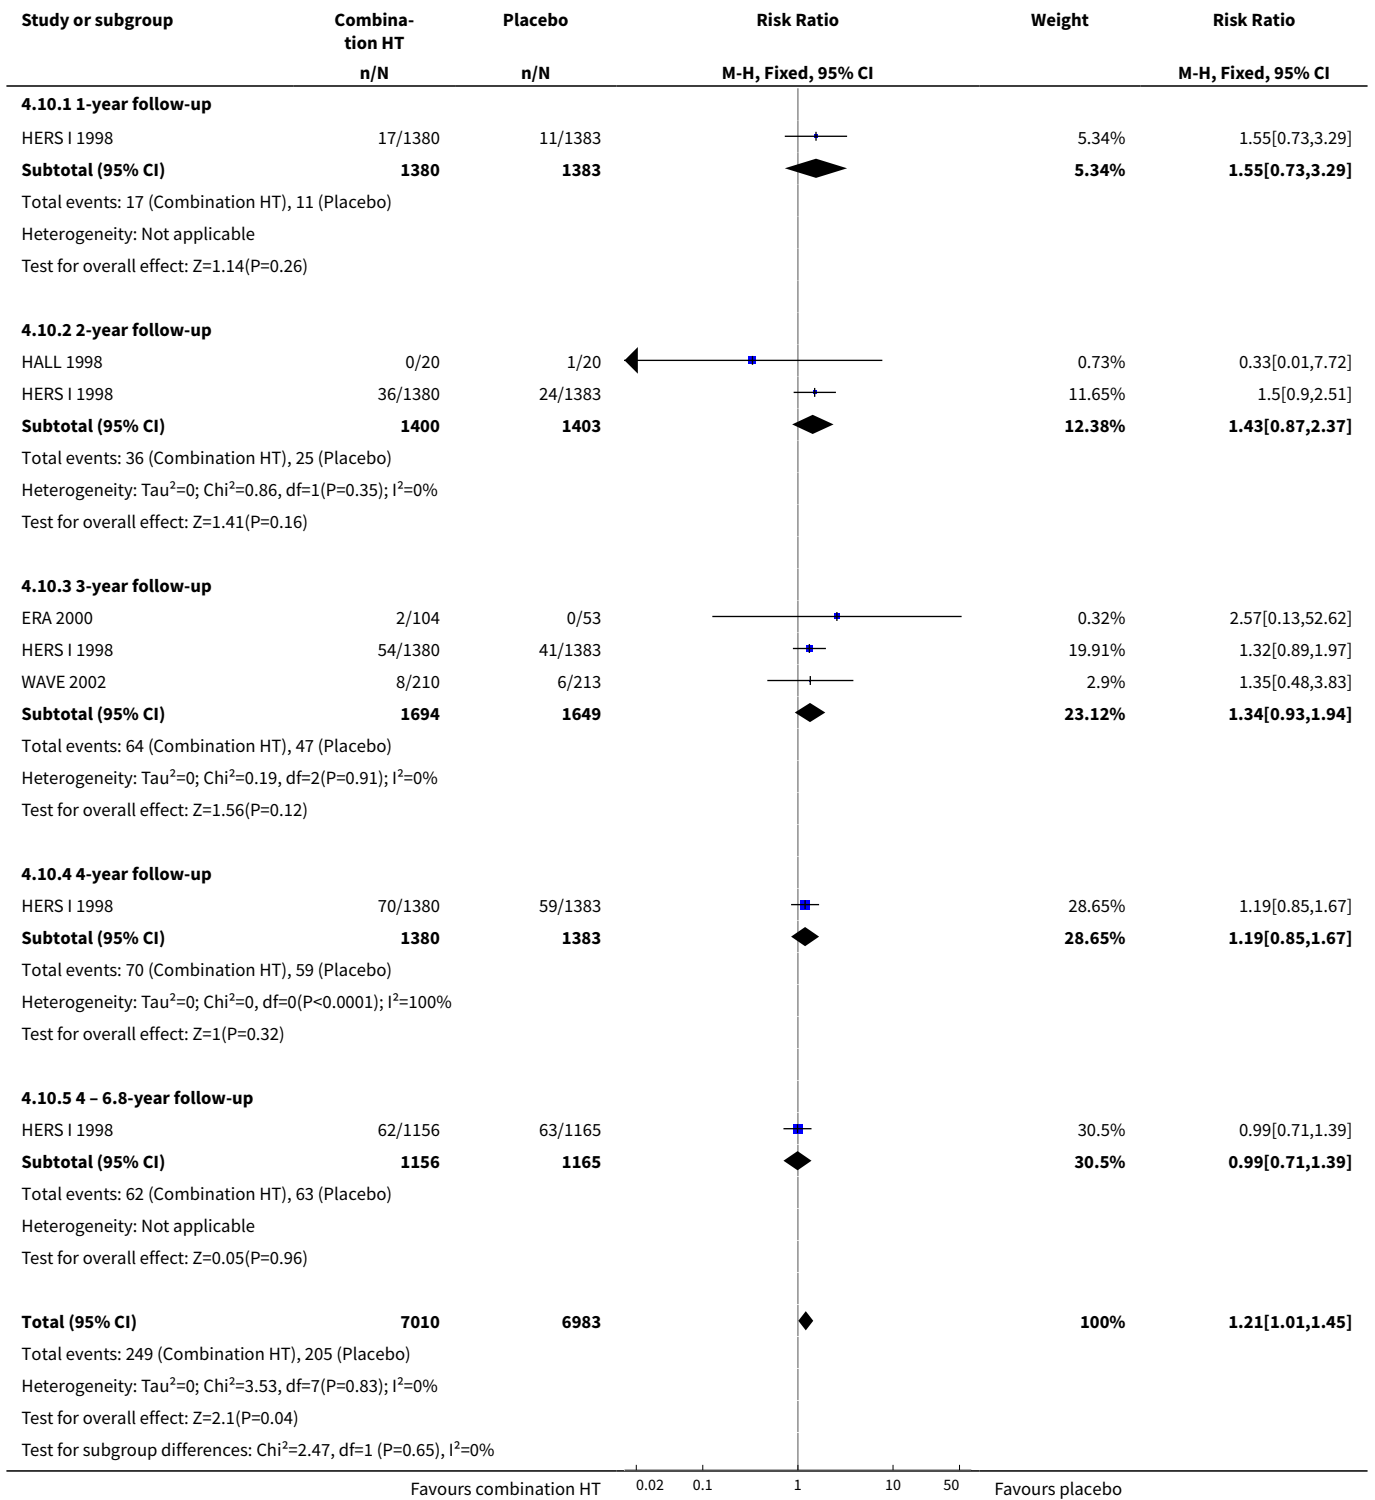 Study or subgroup Combina- Placebo Risk Ratio Weight Risk Ratio
tion HT
n/N n/N M-H, Fixed, 95% CI M-H, Fixed, 95% CI
4.10.1 1-year follow-up
HERS I 1998 17/1380 11/1383 5.34% 1.55[0.73,3.29]
Subtotal (95% CI) 1380 1383 5.34% 1.55[0.73,3.29]
Total events: 17 (Combination HT), 11 (Placebo)
Heterogeneity: Not applicable
Test for overall effect: Z=1.14(P=0.26)
4.10.2 2-year follow-up
HALL 1998 0/20 1/20 0.73% 0.33[0.01,7.72]
HERS I 1998 36/1380 24/1383 11.65% 1.5[0.9,2.51]
Subtotal (95% CI) 1400 1403 12.38% 1.43[0.87,2.37]
Total events: 36 (Combination HT), 25 (Placebo)
Heterogeneity: Tau²=0; Chi²=0.86, df=1(P=0.35); I²=0%
Test for overall effect: Z=1.41(P=0.16)
4.10.3 3-year follow-up
ERA 2000 2/104 0/53 0.32% 2.57[0.13,52.62]
HERS I 1998 54/1380 41/1383 19.91% 1.32[0.89,1.97]
WAVE 2002 8/210 6/213 2.9% 1.35[0.48,3.83]
Subtotal (95% CI) 1694 1649 23.12% 1.34[0.93,1.94]
Total events: 64 (Combination HT), 47 (Placebo)
Heterogeneity: Tau²=0; Chi²=0.19, df=2(P=0.91); I²=0%
Test for overall effect: Z=1.56(P=0.12)
4.10.4 4-year follow-up
HERS I 1998 70/1380 59/1383 28.65% 1.19[0.85,1.67]
Subtotal (95% CI) 1380 1383 28.65% 1.19[0.85,1.67]
Total events: 70 (Combination HT), 59 (Placebo)
Heterogeneity: Tau²=0; Chi²=0, df=0(P<0.0001); I²=100%
Test for overall effect: Z=1(P=0.32)
4.10.5 4 – 6.8-year follow-up
HERS I 1998 62/1156 63/1165 30.5% 0.99[0.71,1.39]
Subtotal (95% CI) 1156 1165 30.5% 0.99[0.71,1.39]
Total events: 62 (Combination HT), 63 (Placebo)
Heterogeneity: Not applicable
Test for overall effect: Z=0.05(P=0.96)
Total (95% CI) 7010 6983 100% 1.21[1.01,1.45]
Total events: 249 (Combination HT), 205 (Placebo)
Heterogeneity: Tau²=0; Chi²=3.53, df=7(P=0.83); I²=0%
Test for overall effect: Z=2.1(P=0.04)
Test for subgroup differences: Chi²=2.47, df=1 (P=0.65), I²=0%
Favours combination HT 0.02 0.1 1 10 50 Favours placebo